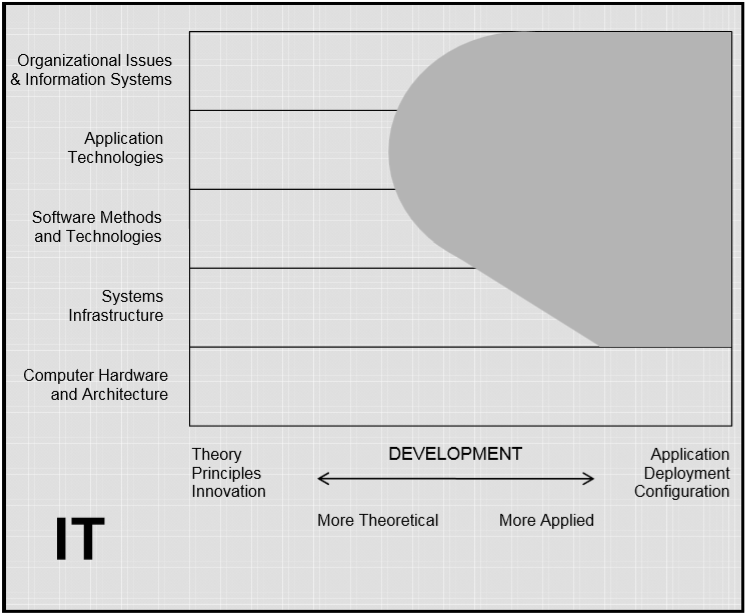 Organizational Issues
& Information Systems
Application
Technologies
Software Methods
and Technologies
Systems
Infrastructure
Computer Hardware
and Architecture
Theory
Principles
Innovation
DEVELOPMENT
More Theoretical
More Applied
Application
Deployment
Configuration
IT